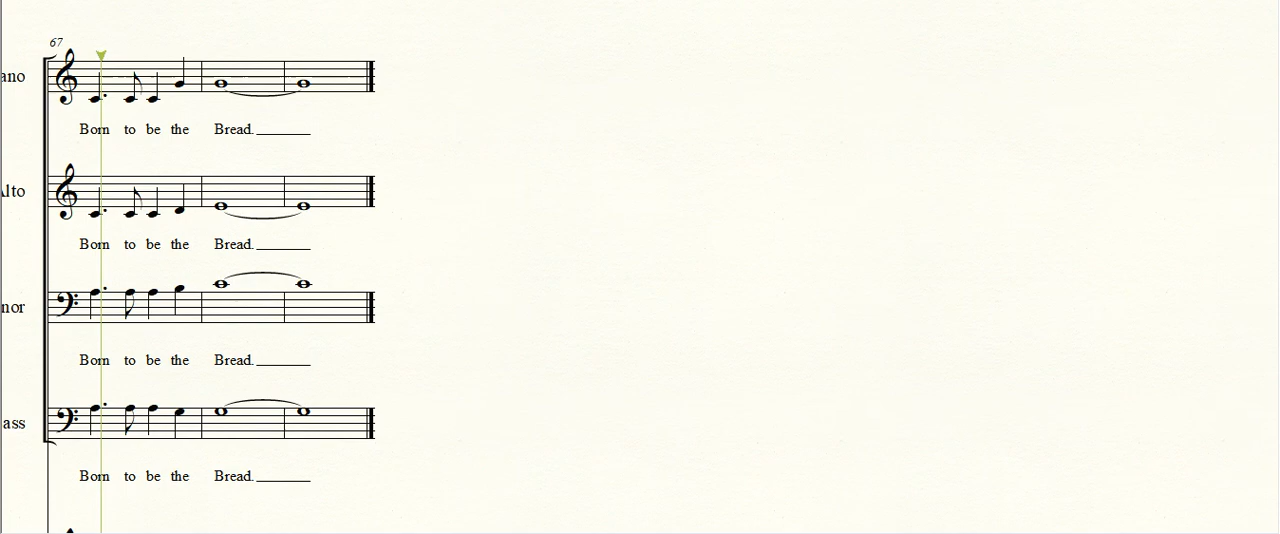 67
ano
Born to be the Bread.
Alto
Born to be the Bread.
nor
Born to be the Bread.
ass
Born to be the Bread.